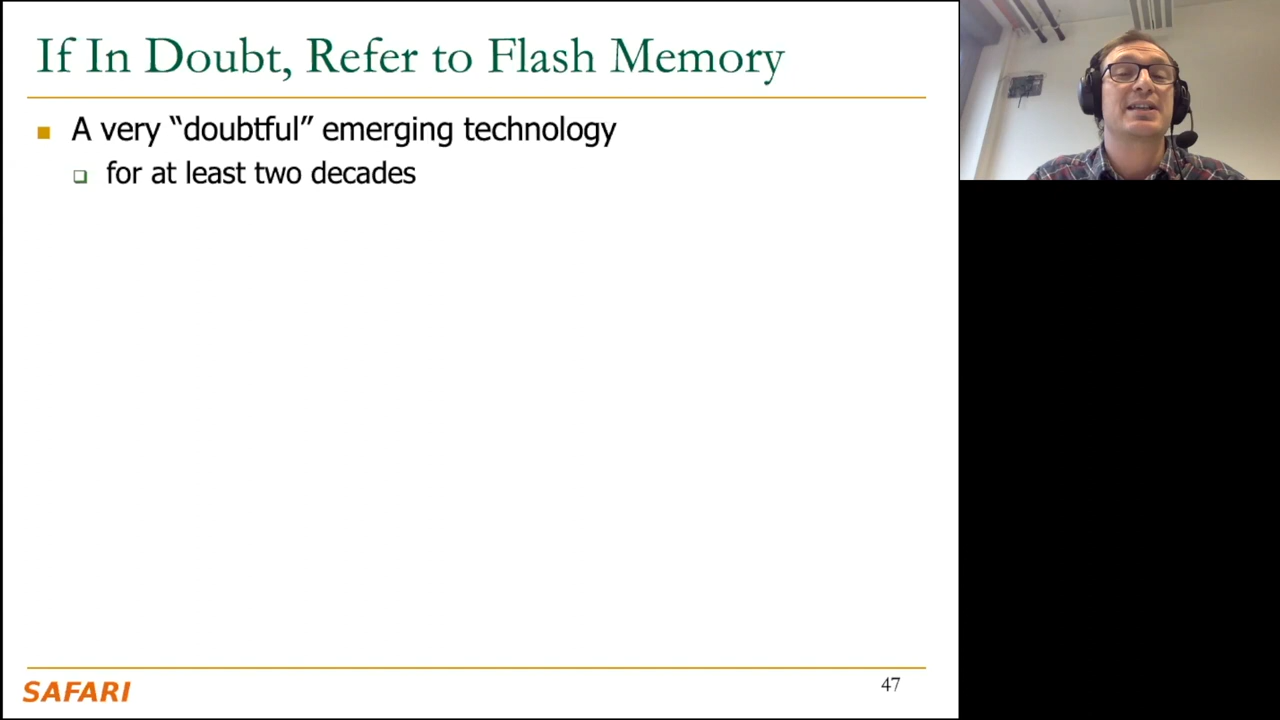 If In Doubt, Refer to Flash Memory
A very “doubtful” emerging technology
for at least two decades
SAFARI
47